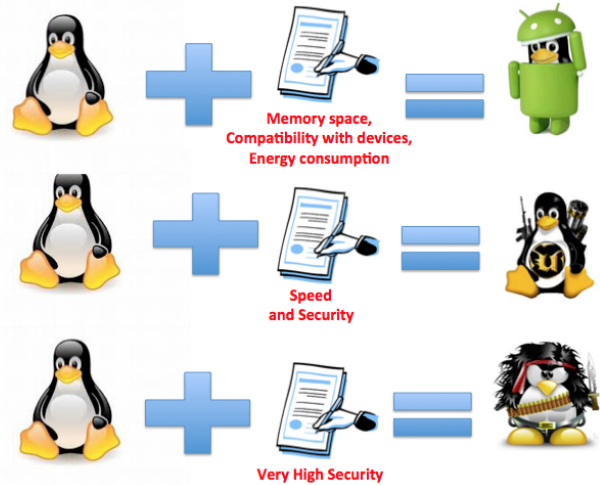 Memory space,
Compatibility with devices,
Energy consumption
Speed
and Security
Very High Security